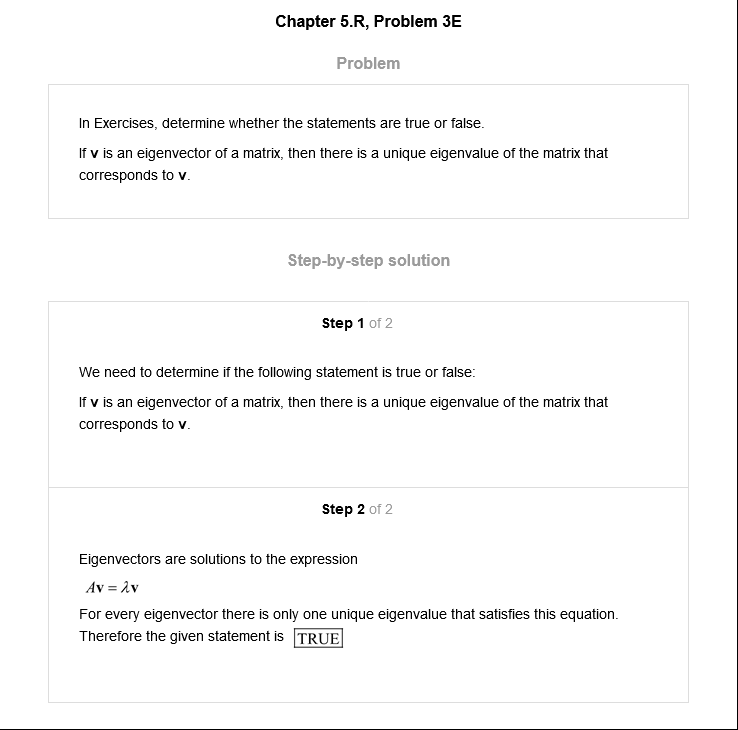 Chapter 5.R, Problem 3E
Problem
In Exercises, determine whether the statements are true or false.
If v is an eigenvector of a matrix, then there is a unique eigenvalue of the matrix that
corresponds to v.
Step-by-step solution
Step 1 of 2
We need to determine if the following statement is true or false:
If v is an eigenvector of a matrix, then there is a unique eigenvalue of the matrix that
corresponds to v.
Step 2 of 2
Eigenvectors are solutions to the expression
Av = λv
For every eigenvector there is only one unique eigenvalue that satisfies this equation.
Therefore the given statement is TRUE